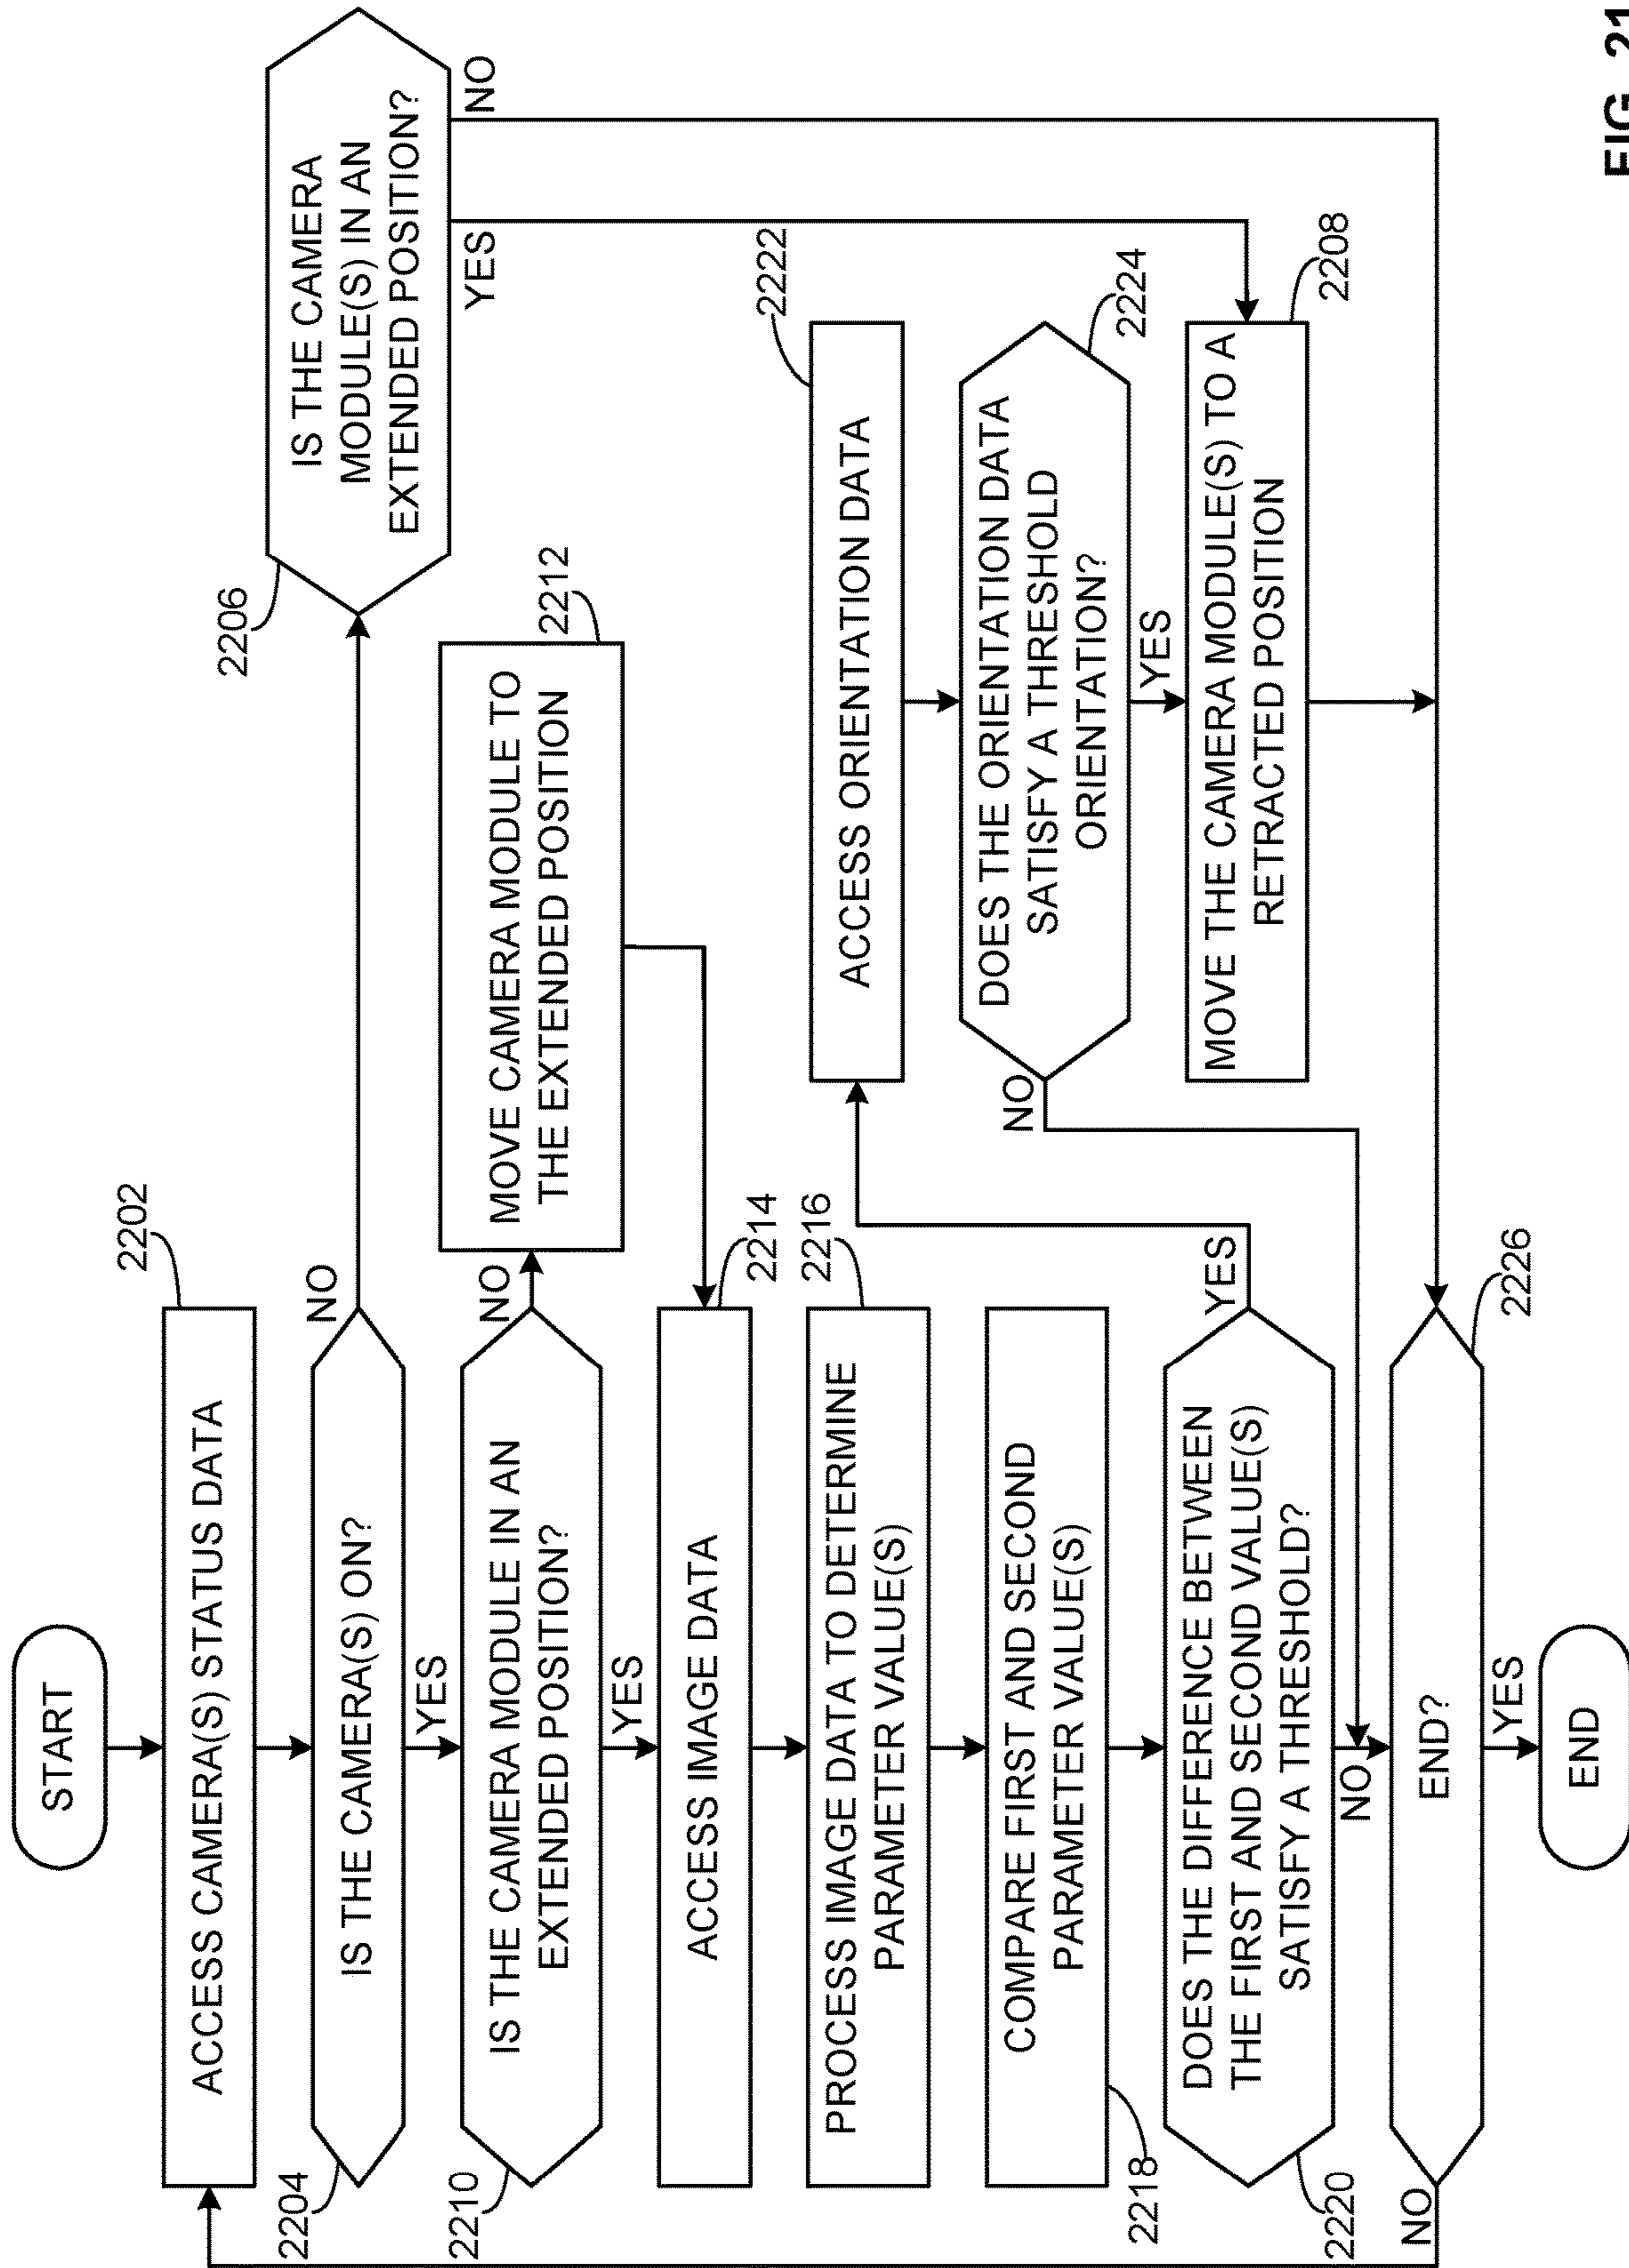 START
2202
ACCESS CAMERA(S) STATUS DATA
2204
IS THE CAMERA(S) ON?
NO
YES
2206
IS THE CAMERA
MODULE(S) IN AN
EXTENDED POSITION?
YES
NO
2210
IS THE CAMERA MODULE IN AN
EXTENDED POSITION?
NO
YES
2212
MOVE CAMERA MODULE TO
THE EXTENDED POSITION
2214
ACCESS IMAGE DATA
2216
PROCESS IMAGE DATA TO DETERMINE
PARAMETER VALUE(S)
2218
COMPARE FIRST AND SECOND
PARAMETER VALUE(S)
2220
DOES THE DIFFERENCE BETWEEN
THE FIRST AND SECOND VALUE(S)
SATISFY A THRESHOLD?
YES
NO
2222
ACCESS ORIENTATION DATA
2224
DOES THE ORIENTATION DATA
SATISFY A THRESHOLD
ORIENTATION?
NO
YES
2208
MOVE THE CAMERA MODULE(S) TO A
RETRACTED POSITION
2226
END?
NO
YES
END
FIG. 21